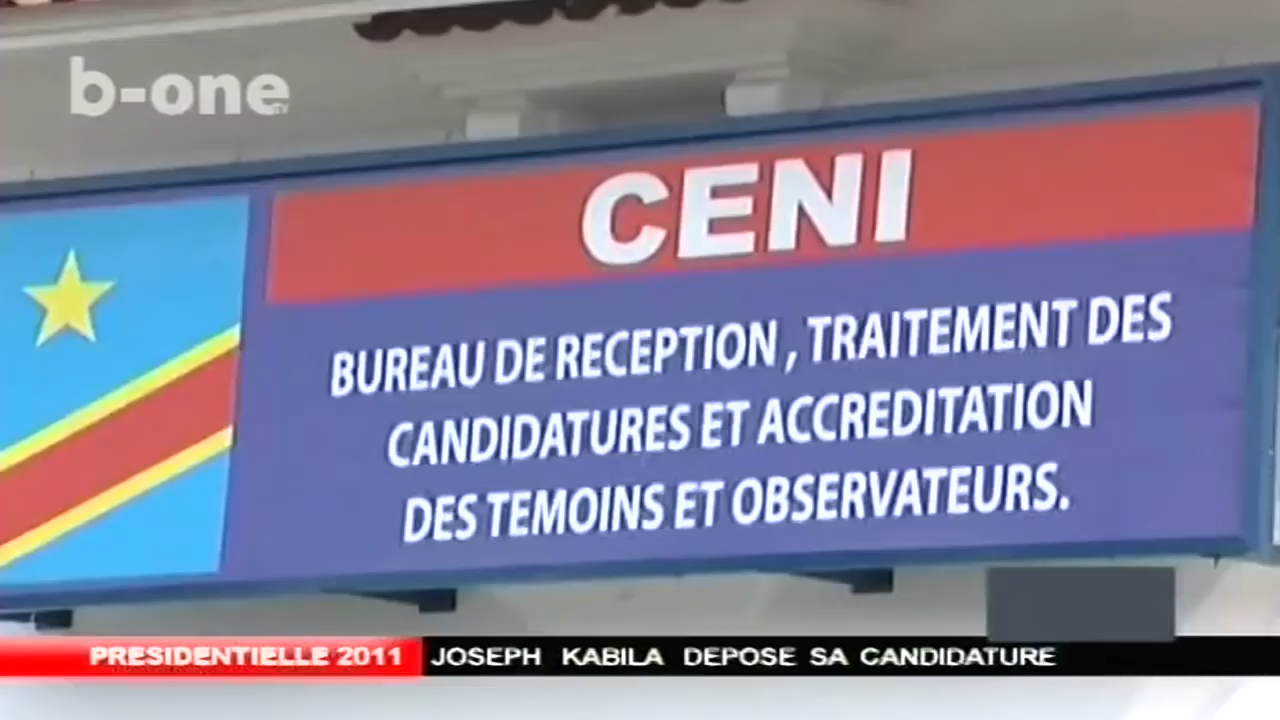 b-one
CENI
BUREAU DE RECEPTION , TRAITEMENT DES
CANDIDATURES ET ACCREDITATION
DES TEMOINS ET OBSERVATEURS.
PRESIDENTIELLE 2011 JOSEPH KABILA DEPOSE SA CANDIDATURE